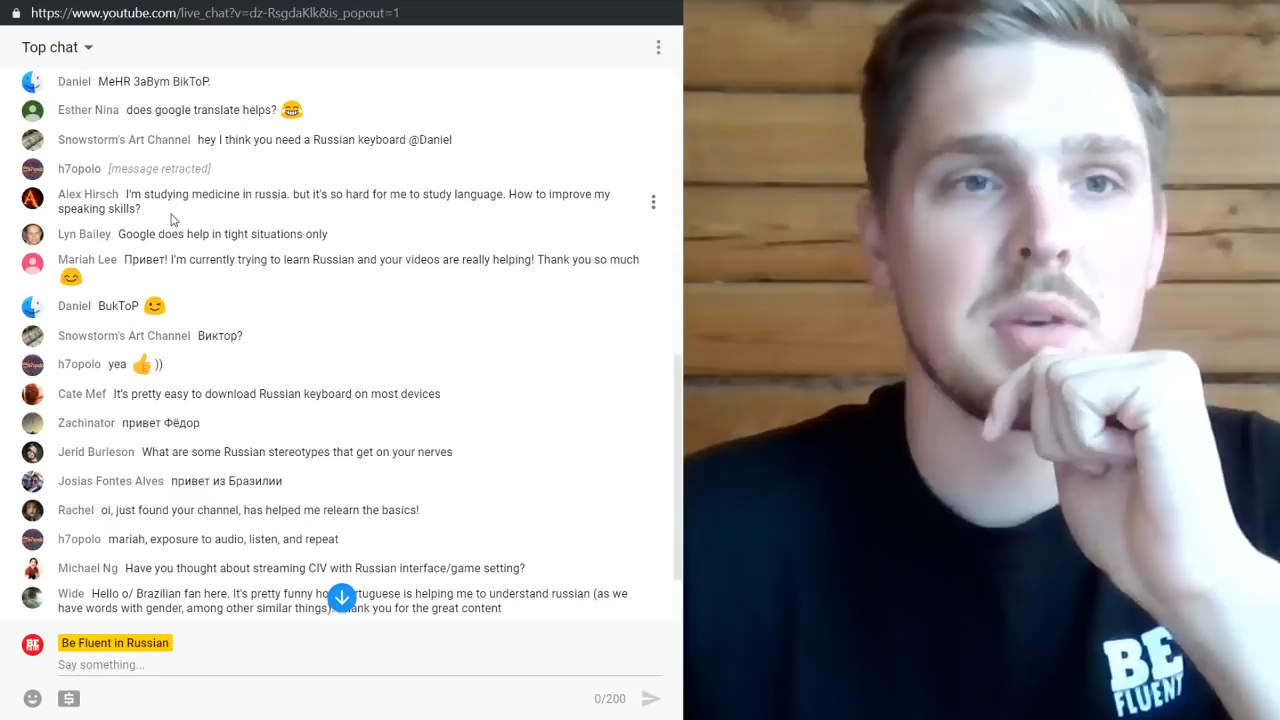 https://www.youtube.com/live_chat?v=dz-RsgdaKlk&is_popout=1
Top chat
Daniel MeHR 3aBym BikToP.
Esther Nina does google translate helps? 😂
Snowstorm's Art Channel hey I think you need a Russian keyboard @Daniel
h7opolo [message retracted]
Alex Hirsch I'm studying medicine in russia. but it's so hard for me to study language. How to improve my
speaking skills?
Lyn Bailey Google does help in tight situations only
Mariah Lee Привет! I'm currently trying to learn Russian and your videos are really helping! Thank you so much
😊
Daniel BukToP 😉
Snowstorm's Art Channel Виктор?
h7opolo yea 👍 ))
Cate Mef It's pretty easy to download Russian keyboard on most devices
Zachinator привет Фёдор
Jerid Burleson What are some Russian stereotypes that get on your nerves
Josias Fontes Alves привет из Бразилии
Rachel oi, just found your channel, has helped me relearn the basics!
h7opolo mariah, exposure to audio, listen, and repeat
Michael Ng Have you thought about streaming CIV with Russian interface/game setting?
Wide Hello o/ Brazilian fan here. It's pretty funny is helping me to understand russian (as we
have words with gender, among other similar things) you for the great content
Be Fluent in Russian
Say something...
0/200
BE
FLUENT